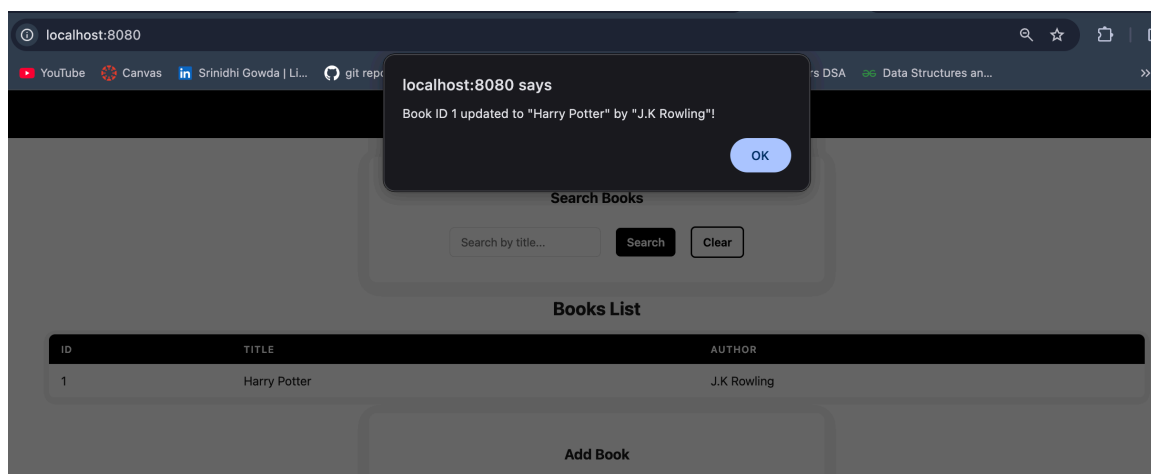 localhost:8080
YouTube Canvas in Srinidhi Gowda | Li... git repo s DSA Data Structures an... »
localhost:8080 says
Book ID 1 updated to "Harry Potter" by "J.K Rowling"!
OK
Search Books
Search by title... Search Clear
Books List
ID TITLE AUTHOR
1 Harry Potter J.K Rowling
Add Book